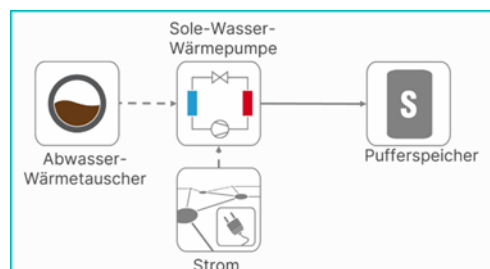 Sole-Wasser-
Wärmepumpe
S
Abwasser-
Wärmetauscher
Pufferspeicher
Strom